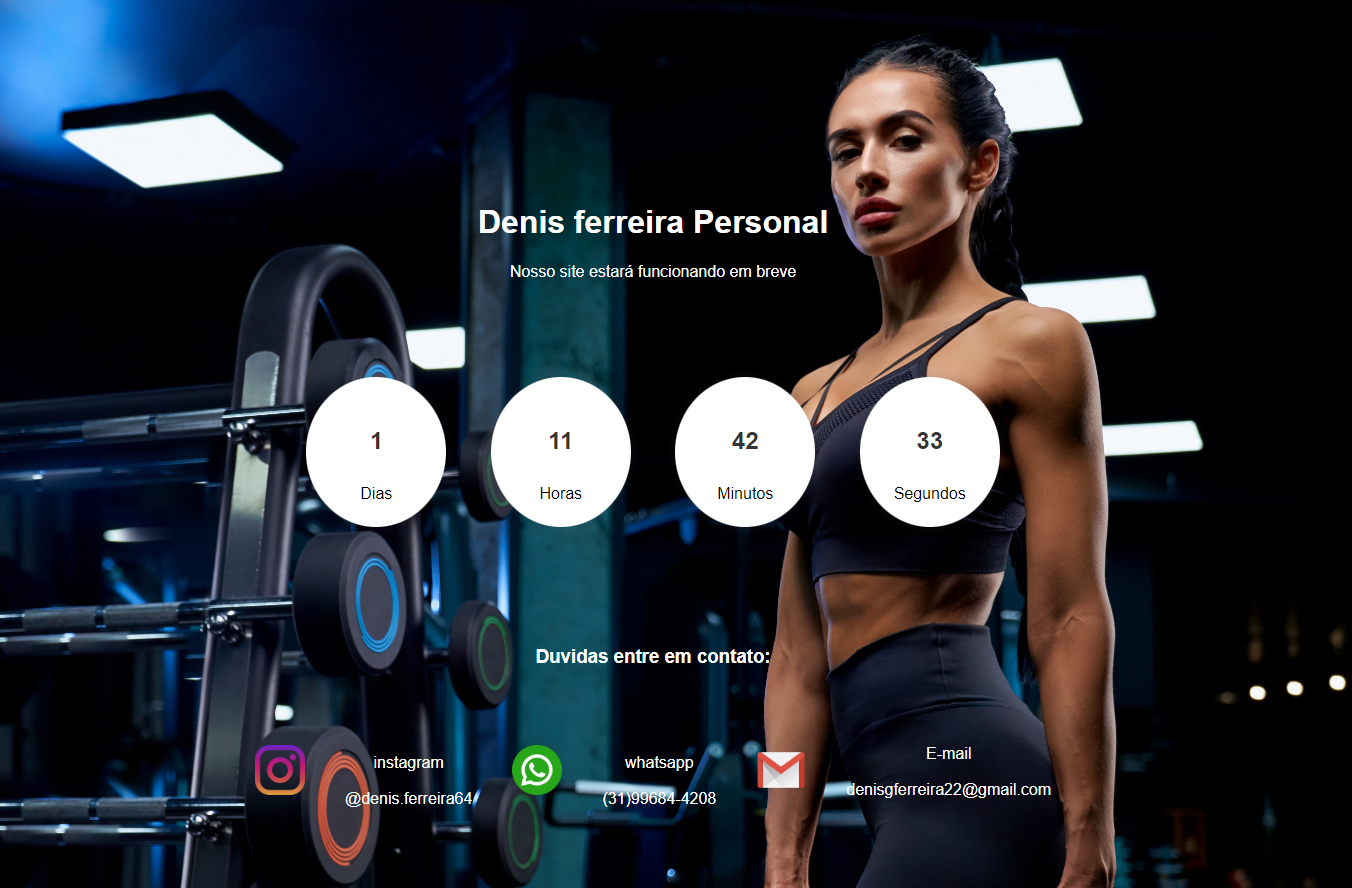 Denis ferreira Personal
Nosso site estará funcionando em breve
1
Dias
11
Horas
42
Minutos
33
Segundos
Duvidas entre em contato:
instagram
@denis.ferreira64
whatsapp
(31)99684-4208
E-mail
denisgferreira22@gmail.com